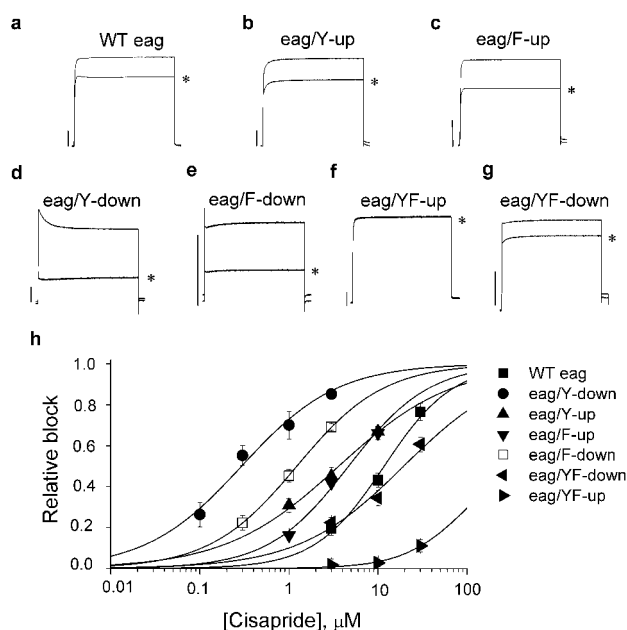 a
WT eag
*
b
eag/Y-up
*
c
eag/F-up
*
d
eag/Y-down
*
e
eag/F-down
*
f
eag/YF-up
*
g
eag/YF-down
*
h
Relative block
1.0
0.8
0.6
0.4
0.2
0.0
0.01
0.1
1
10
100
[Cisapride], μM
WT eag
eag/Y-down
eag/Y-up
eag/F-up
eag/F-down
eag/YF-down
eag/YF-up